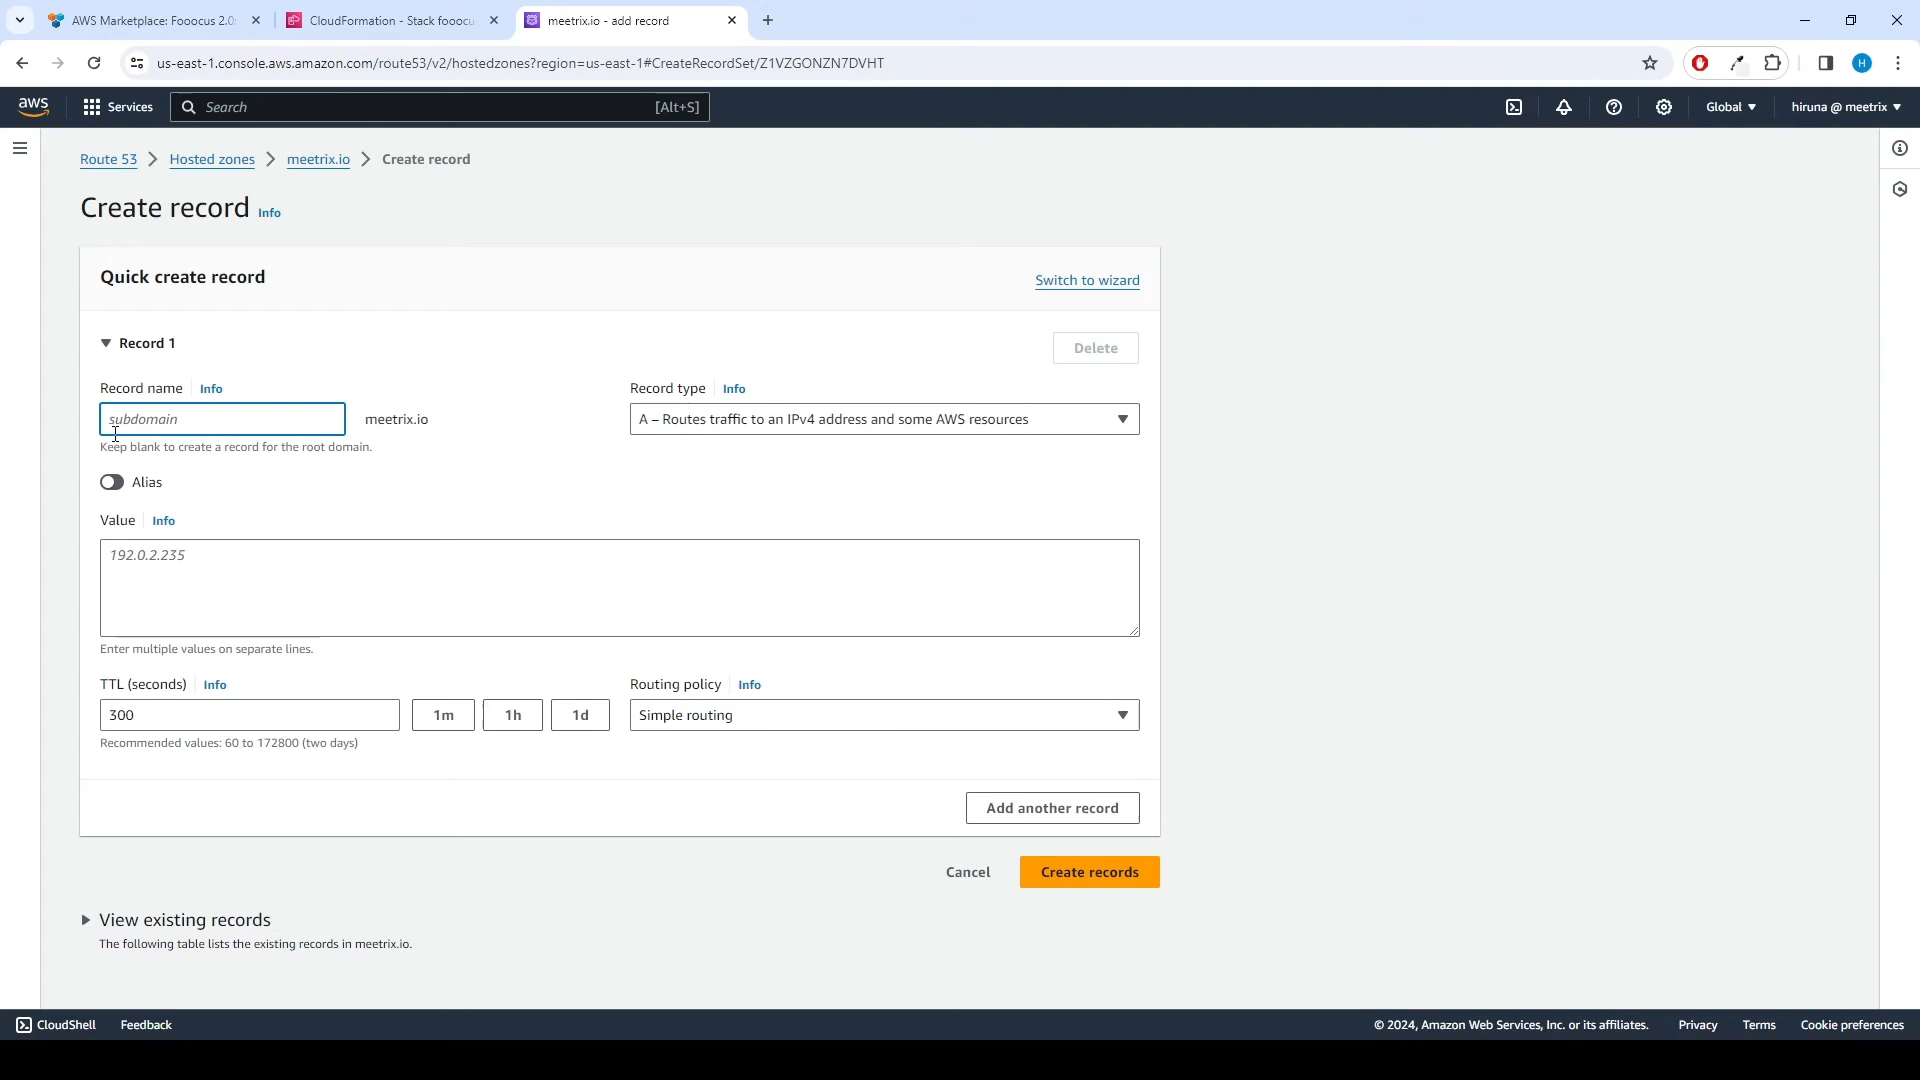 AWS Marketplace: Fooocus 2.0
CloudFormation - Stack fooocu
meetrix.io - add record
us-east-1.console.aws.amazon.com/route53/v2/hostedzones?region=us-east-1#CreateRecordSet/Z1VZGONZN7DVHT
H
aws
Services
Search
[Alt+S]
Global
hiruna @ meetrix
Route 53
Hosted zones
meetrix.io
Create record
Create record
Info
Quick create record
Switch to wizard
Record 1
Delete
Record name
Info
Record type
Info
subdomain
meetrix.io
A – Routes traffic to an IPv4 address and some AWS resources
Keep blank to create a record for the root domain.
Alias
Value
Info
192.0.2.235
Enter multiple values on separate lines.
TTL (seconds)
Info
Routing policy
Info
300
1m
1h
1d
Simple routing
Recommended values: 60 to 172800 (two days)
Add another record
Cancel
Create records
View existing records
The following table lists the existing records in meetrix.io.
CloudShell
Feedback
© 2024, Amazon Web Services, Inc. or its affiliates.
Privacy
Terms
Cookie preferences